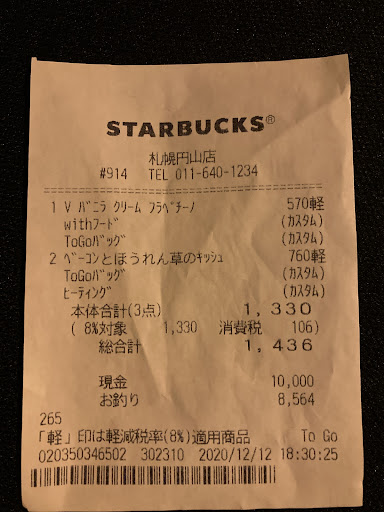 STARBUCKS®
札幌円山店
#914 TEL 011-640-1234
1 V ﾊﾞﾆﾗ ｸﾘｰﾑ ﾌﾗﾍﾟﾁｰﾉ 570軽
withﾌｰﾄﾞ (ｶｽﾀﾑ)
ToGoﾊﾞｯｸﾞ (ｶｽﾀﾑ)
2 ﾍﾞｰｺﾝとほうれん草のｷｯｼｭ 760軽
ToGoﾊﾞｯｸﾞ (ｶｽﾀﾑ)
ﾋｰﾃｨﾝｸﾞ (ｶｽﾀﾑ)
本体合計(3点) 1,330
( 8%対象 1,330 消費税 106)
総合計 1,436
現金 10,000
お釣り 8,564
265
「軽」印は軽減税率(8%)適用商品 To Go
020350346502 302310 2020/12/12 18:30:25